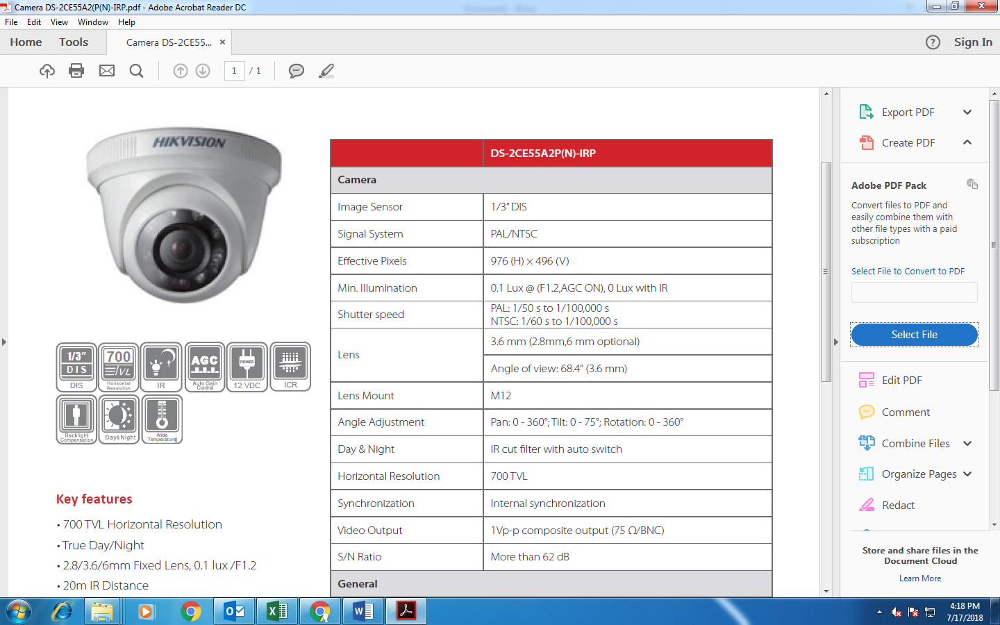 Camera DS-2CE55A2(P(N)-IRP.pdf - Adobe Acrobat Reader DC
File Edit View Window Help
Home Tools Camera DS-2CE55... × Sign In
1 / 1
HIKVISION
1/3” DIS
DIS
700 TVL
Horizontal Resolution
IR
AGC
Auto Gain Control
POWER
12 VDC
ICR
Backlight Compensation
Day&Night
Wide Temperature
Key features
• 700 TVL Horizontal Resolution
• True Day/Night
• 2.8/3.6/6mm Fixed Lens, 0.1 lux /F1.2
• 20m IR Distance
DS-2CE55A2P(N)-IRP
Camera
Image Sensor 1/3” DIS
Signal System PAL/NTSC
Effective Pixels 976 (H) × 496 (V)
Min. Illumination 0.1 Lux @ (F1.2,AGC ON), 0 Lux with IR
Shutter speed PAL: 1/50 s to 1/100,000 s
NTSC: 1/60 s to 1/100,000 s
Lens 3.6 mm (2.8mm,6 mm optional)
Angle of view: 68.4° (3.6 mm)
Lens Mount M12
Angle Adjustment Pan: 0 - 360°; Tilt: 0 - 75°; Rotation: 0 - 360°
Day & Night IR cut filter with auto switch
Horizontal Resolution 700 TVL
Synchronization Internal synchronization
Video Output 1Vp-p composite output (75 Ω/BNC)
S/N Ratio More than 62 dB
General
Export PDF
Create PDF
Adobe PDF Pack
Convert files to PDF and
easily combine them with
other file types with a paid
subscription
Select File to Convert to PDF
Select File
Edit PDF
Comment
Combine Files
Organize Pages
Redact
Store and share files in the
Document Cloud
Learn More
4:18 PM
7/17/2018